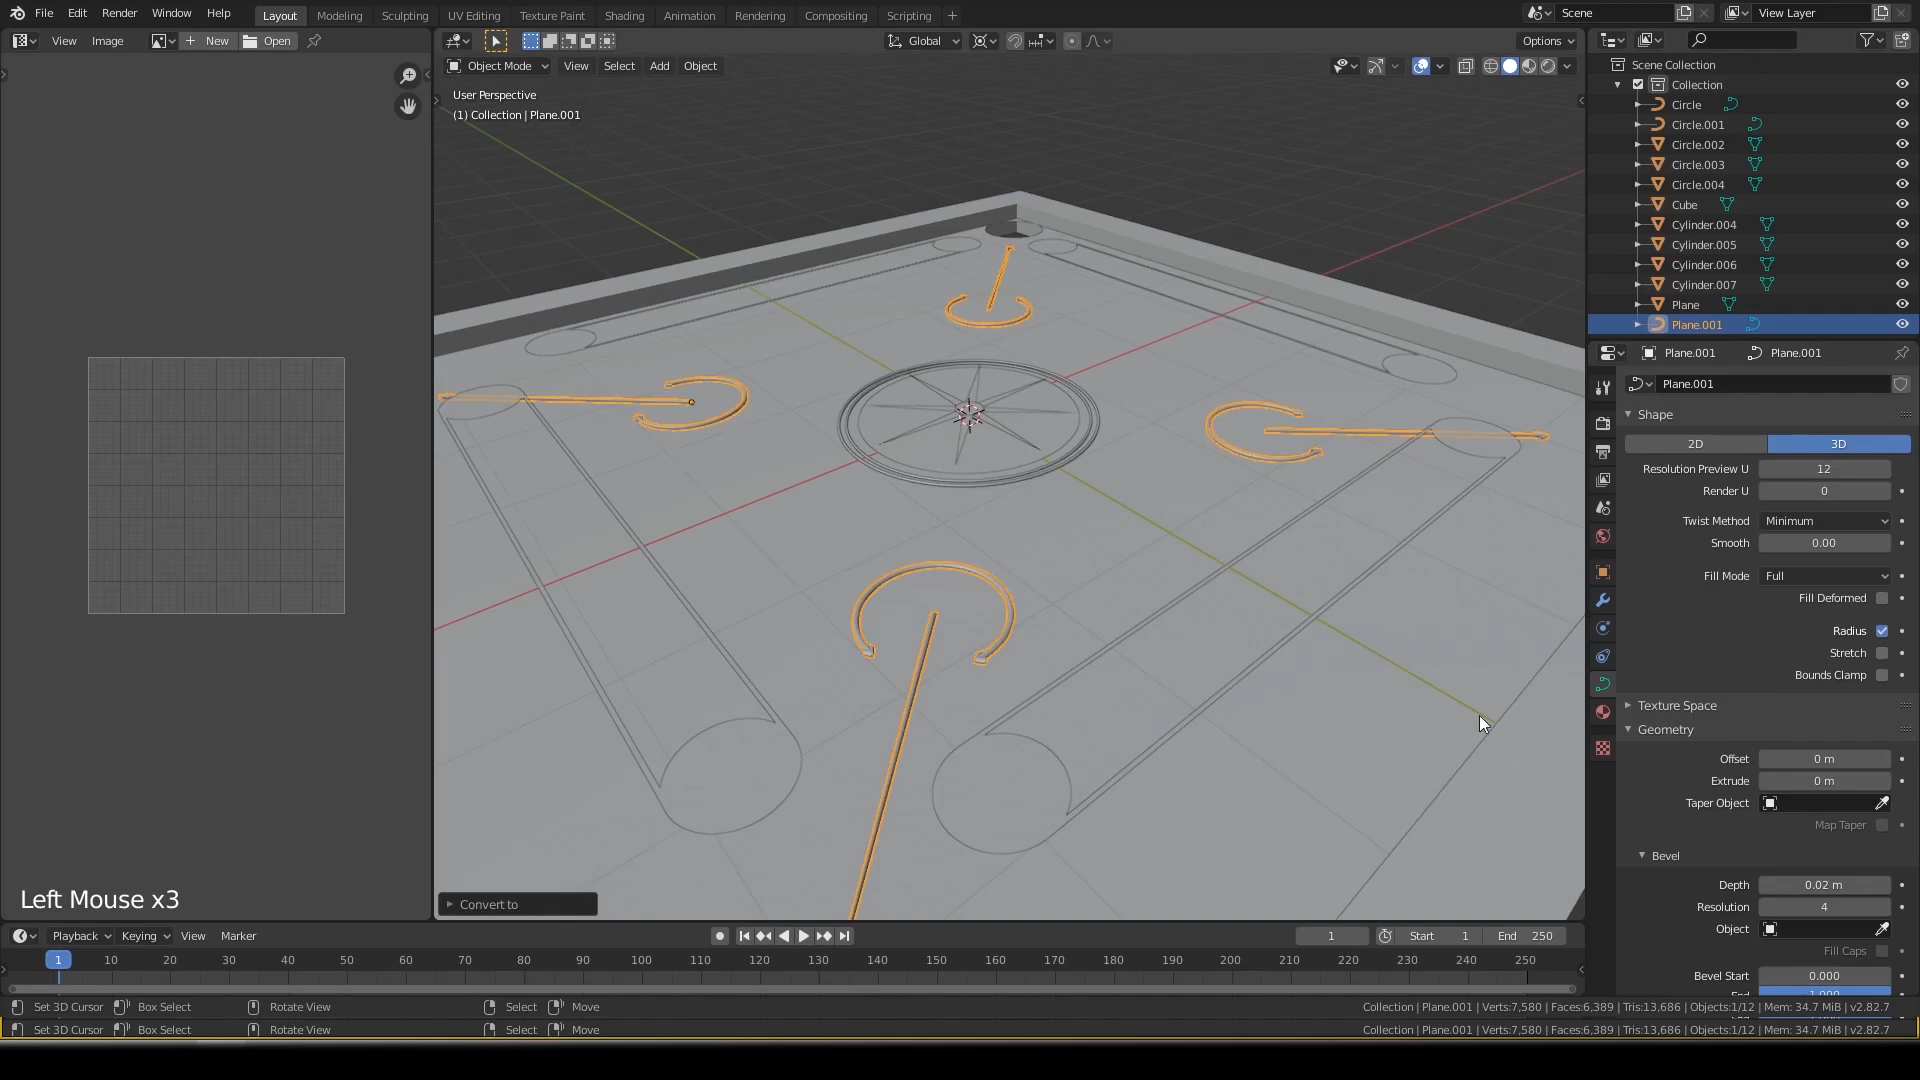 File Edit Render Window Help Layout Modeling Sculpting UV Editing Texture Paint Shading Animation Rendering Compositing Scripting Scene View Layer
View Image New Open Global Options
Object Mode View Select Add Object
User Perspective
(1) Collection | Plane.001
Scene Collection
Collection
Circle
Circle.001
Circle.002
Circle.003
Circle.004
Cube
Cylinder.004
Cylinder.005
Cylinder.006
Cylinder.007
Plane
Plane.001
Plane.001 Plane.001
Plane.001
Shape
2D 3D
Resolution Preview U 12
Render U 0
Twist Method Minimum
Smooth 0.00
Fill Mode Full
Fill Deformed
Radius
Stretch
Bounds Clamp
Texture Space
Geometry
Offset 0 m
Extrude 0 m
Taper Object
Map Taper
Bevel
Depth 0.02 m
Resolution 4
Object
Fill Caps
Bevel Start 0.000
End 1.000
Left Mouse x3
Convert to
Playback Keying View Marker 1 Start 1 End 250
1 10 20 30 40 50 60 70 80 90 100 110 120 130 140 150 160 170 180 190 200 210 220 230 240 250
Set 3D Cursor Box Select Rotate View Select Move Collection | Plane.001 | Verts:7,580 | Faces:6,389 | Tris:13,686 | Objects:1/12 | Mem: 34.7 MiB | v2.82.7
Set 3D Cursor Box Select Rotate View Select Move Collection | Plane.001 | Verts:7,580 | Faces:6,389 | Tris:13,686 | Objects:1/12 | Mem: 34.7 MiB | v2.82.7